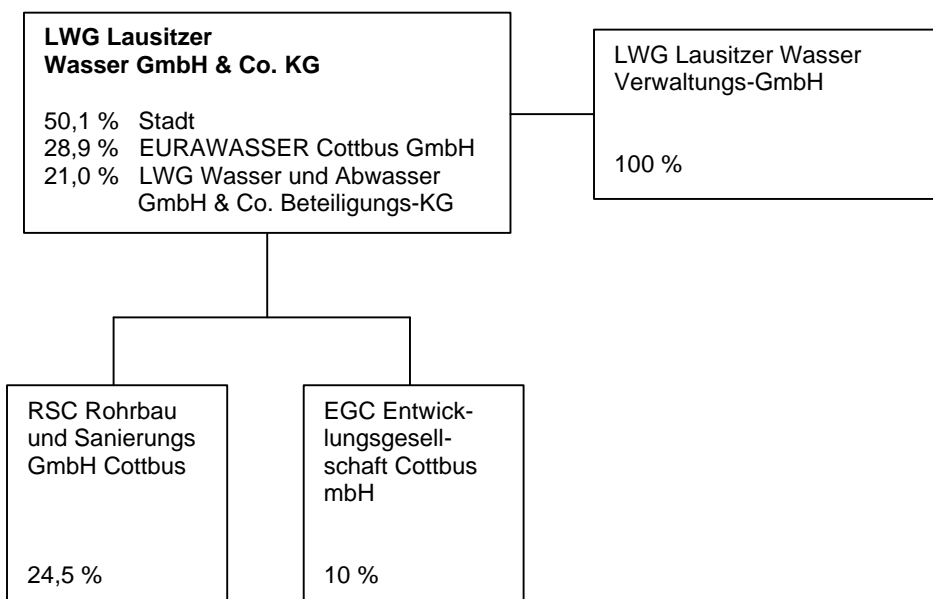 LWG Lausitzer
Wasser GmbH & Co. KG
50,1 % Stadt
28,9 % EURAWASSER Cottbus GmbH
21,0 % LWG Wasser und Abwasser
GmbH & Co. Beteiligungs-KG
LWG Lausitzer Wasser
Verwaltungs-GmbH
100 %
RSC Rohrbau
und Sanierungs
GmbH Cottbus
24,5 %
EGC Entwick-
lungsgesell-
schaft Cottbus
mbH
10 %